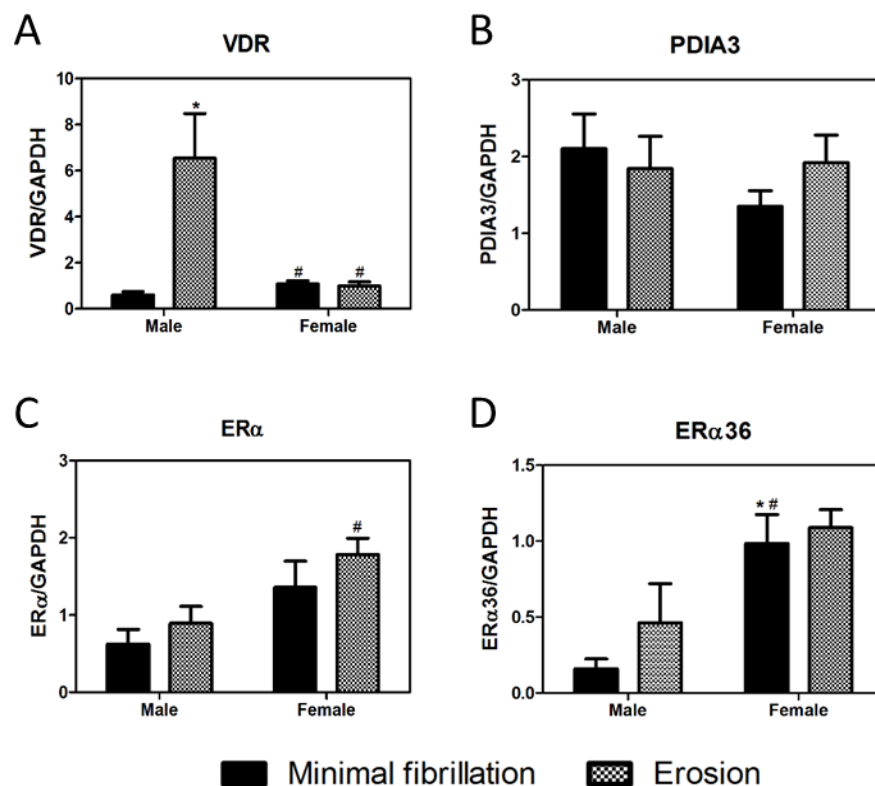 A
VDR
VDR/GAPDH
10
8
6
4
2
0
*
#
#
Male
Female
B
PDIA3
PDIA3/GAPDH
3
2
1
0
Male
Female
C
ERα
ERα/GAPDH
3
2
1
0
#
Male
Female
D
ERα36
ERα36/GAPDH
1.5
1.0
0.5
0.0
*#
Male
Female
Minimal fibrillation
Erosion